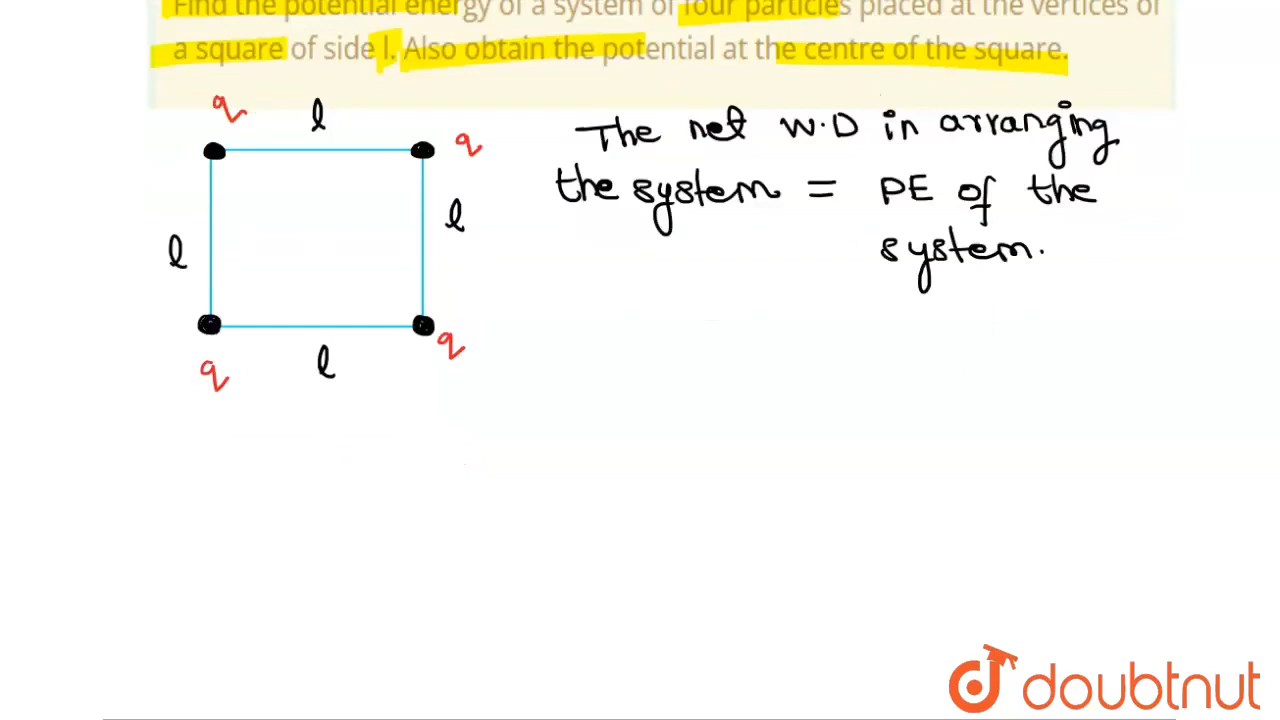 Find the potential energy of a system of four particles placed at the vertices of
a square of side l. Also obtain the potential at the centre of the square.
q
l
q
The net W.D in arranging
the system = PE of the
system.
l
l
q
l
q
doubtnut